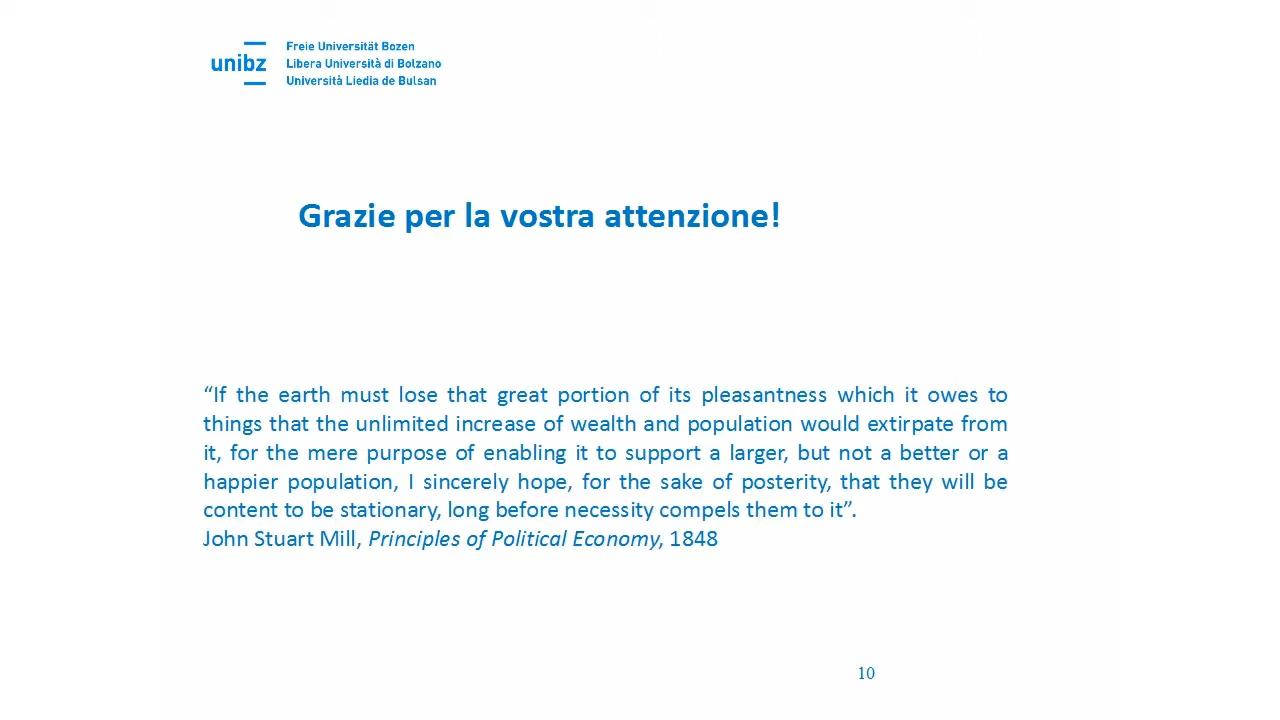 unibz
Freie Universität Bozen
Libera Università di Bolzano
Università Liedia de Bulsan
Grazie per la vostra attenzione!
“If the earth must lose that great portion of its pleasantness which it owes to
things that the unlimited increase of wealth and population would extirpate from
it, for the mere purpose of enabling it to support a larger, but not a better or a
happier population, I sincerely hope, for the sake of posterity, that they will be
content to be stationary, long before necessity compels them to it”.
John Stuart Mill, Principles of Political Economy, 1848
10